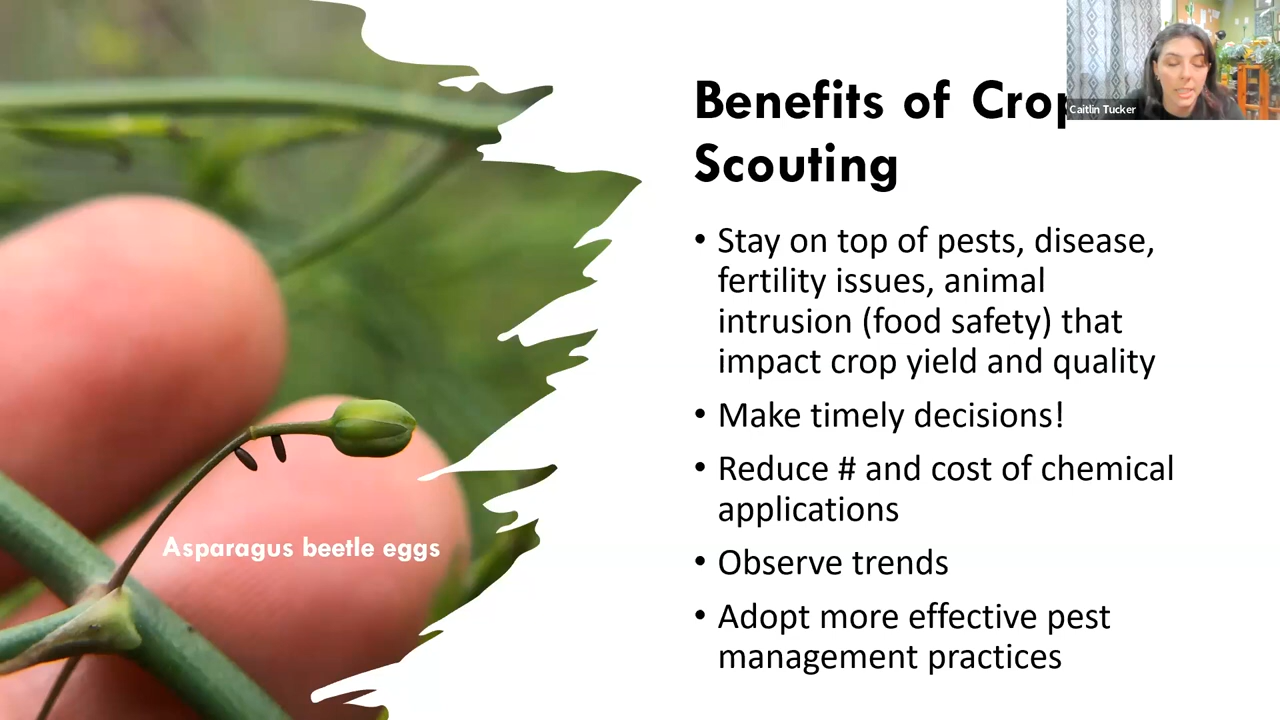 Benefits of Crop
Scouting
Caitlin Tucker
• Stay on top of pests, disease,
fertility issues, animal
intrusion (food safety) that
impact crop yield and quality
• Make timely decisions!
• Reduce # and cost of chemical
applications
• Observe trends
• Adopt more effective pest
management practices
Asparagus beetle eggs